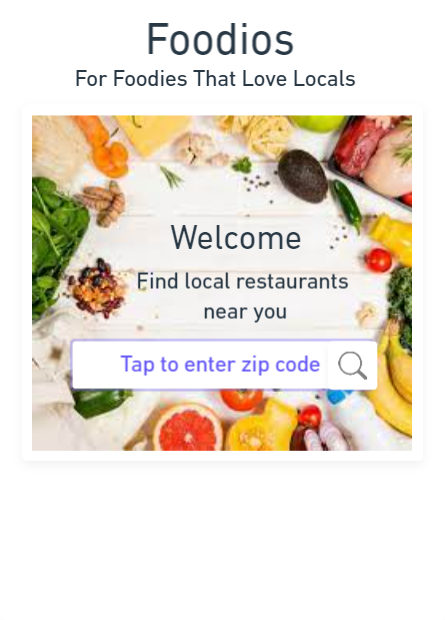 Foodios
For Foodies That Love Locals
Welcome
Find local restaurants
near you
Tap to enter zip code